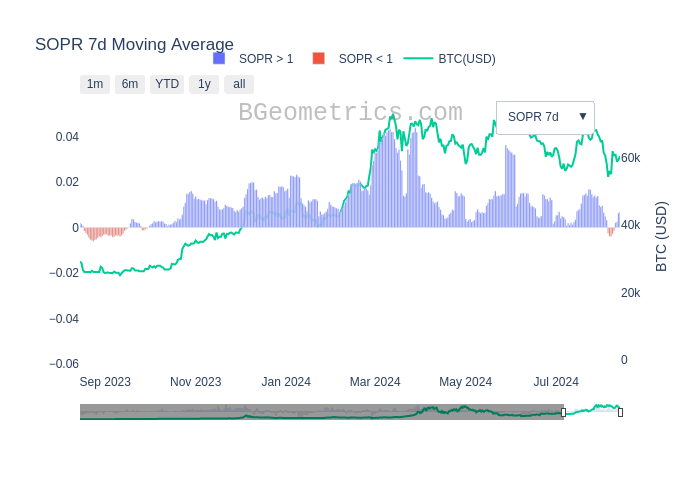 SOPR 7d Moving Average
SOPR > 1
SOPR < 1
BTC(USD)
1m
6m
YTD
1y
all
BGeometrics.com
SOPR 7d
▼
0.04
0.02
0
−0.02
−0.04
−0.06
60k
40k
20k
0
BTC (USD)
Sep 2023
Nov 2023
Jan 2024
Mar 2024
May 2024
Jul 2024